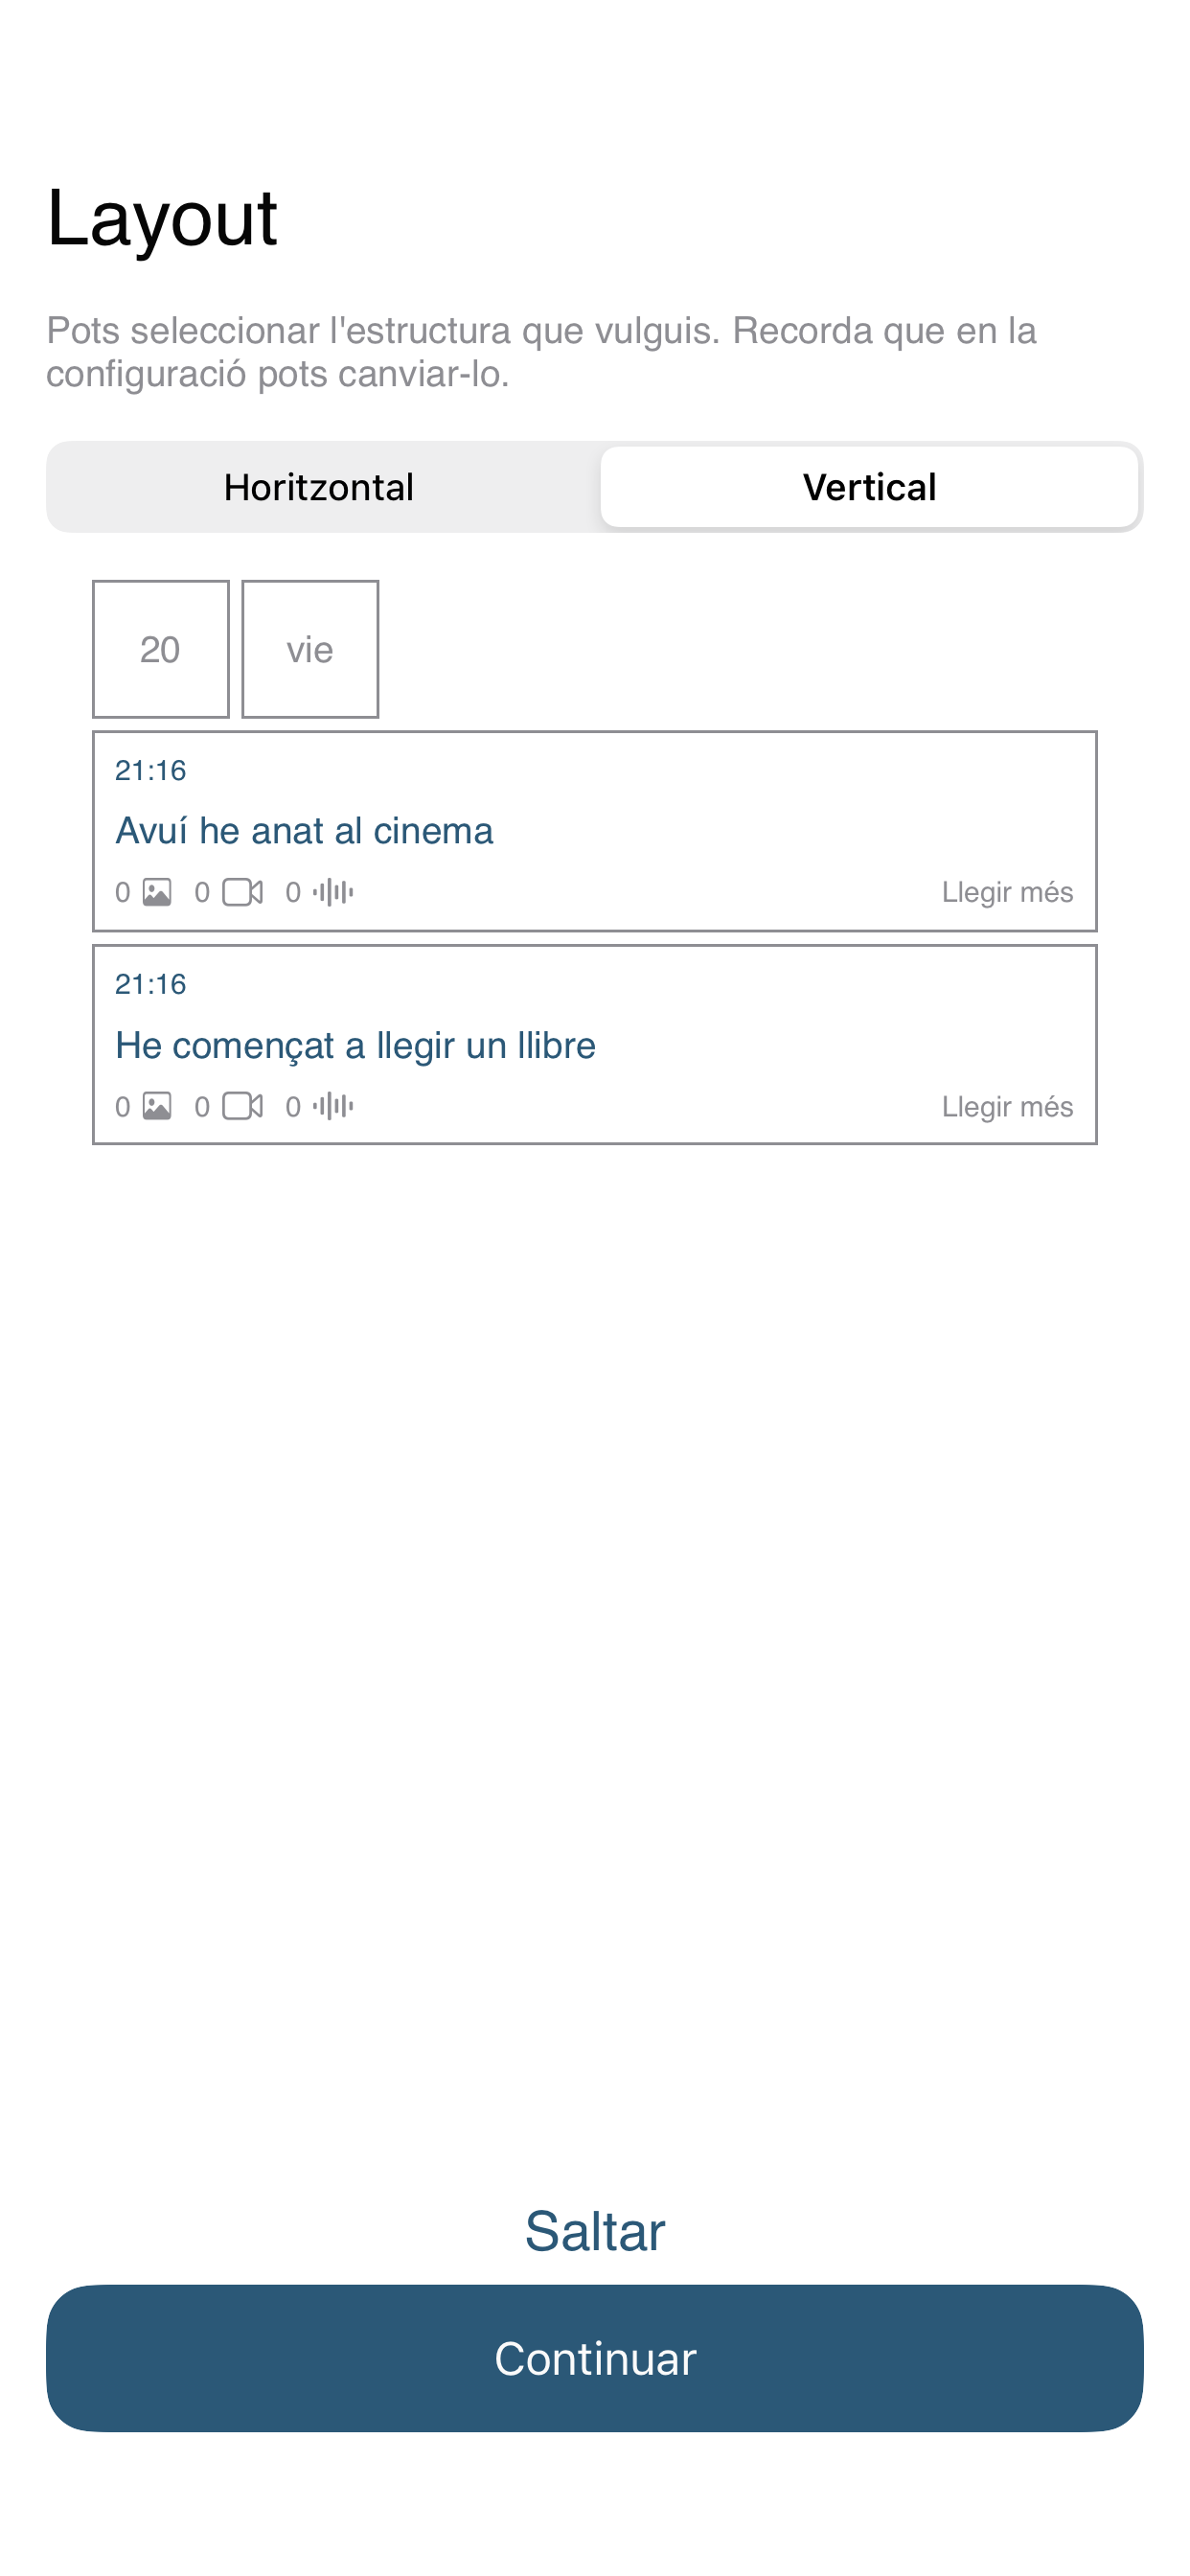 Layout
Pots seleccionar l'estructura que vulguis. Recorda que en la
configuració pots canviar-lo.
Horitzontal Vertical
20 vie
21:16
Avuí he anat al cinema
0 0 0 Llegir més
21:16
He començat a llegir un llibre
0 0 0 Llegir més
Saltar
Continuar